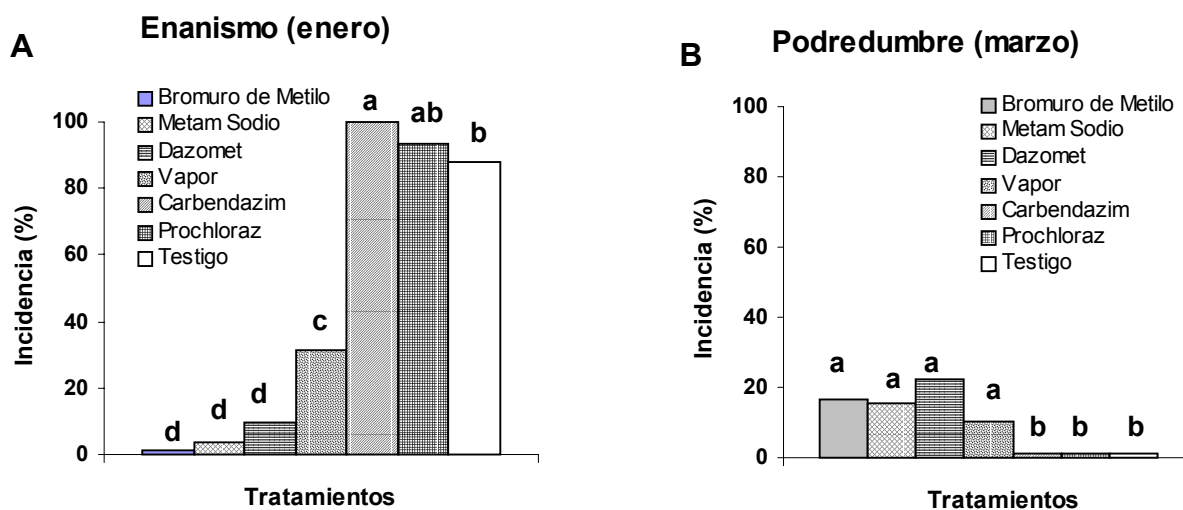 A
Enanismo (enero)
Bromuro de Metilo
Metam Sodio
Dazomet
Vapor
Carbendazim
Prochloraz
Testigo
Incidencia (%)
100
80
60
40
20
0
d
d
d
c
a
ab
b
Tratamientos
B
Podredumbre (marzo)
Bromuro de Metilo
Metam Sodio
Dazomet
Vapor
Carbendazim
Prochloraz
Testigo
Incidencia (%)
100
80
60
40
20
0
a
a
a
a
b
b
b
Tratamientos